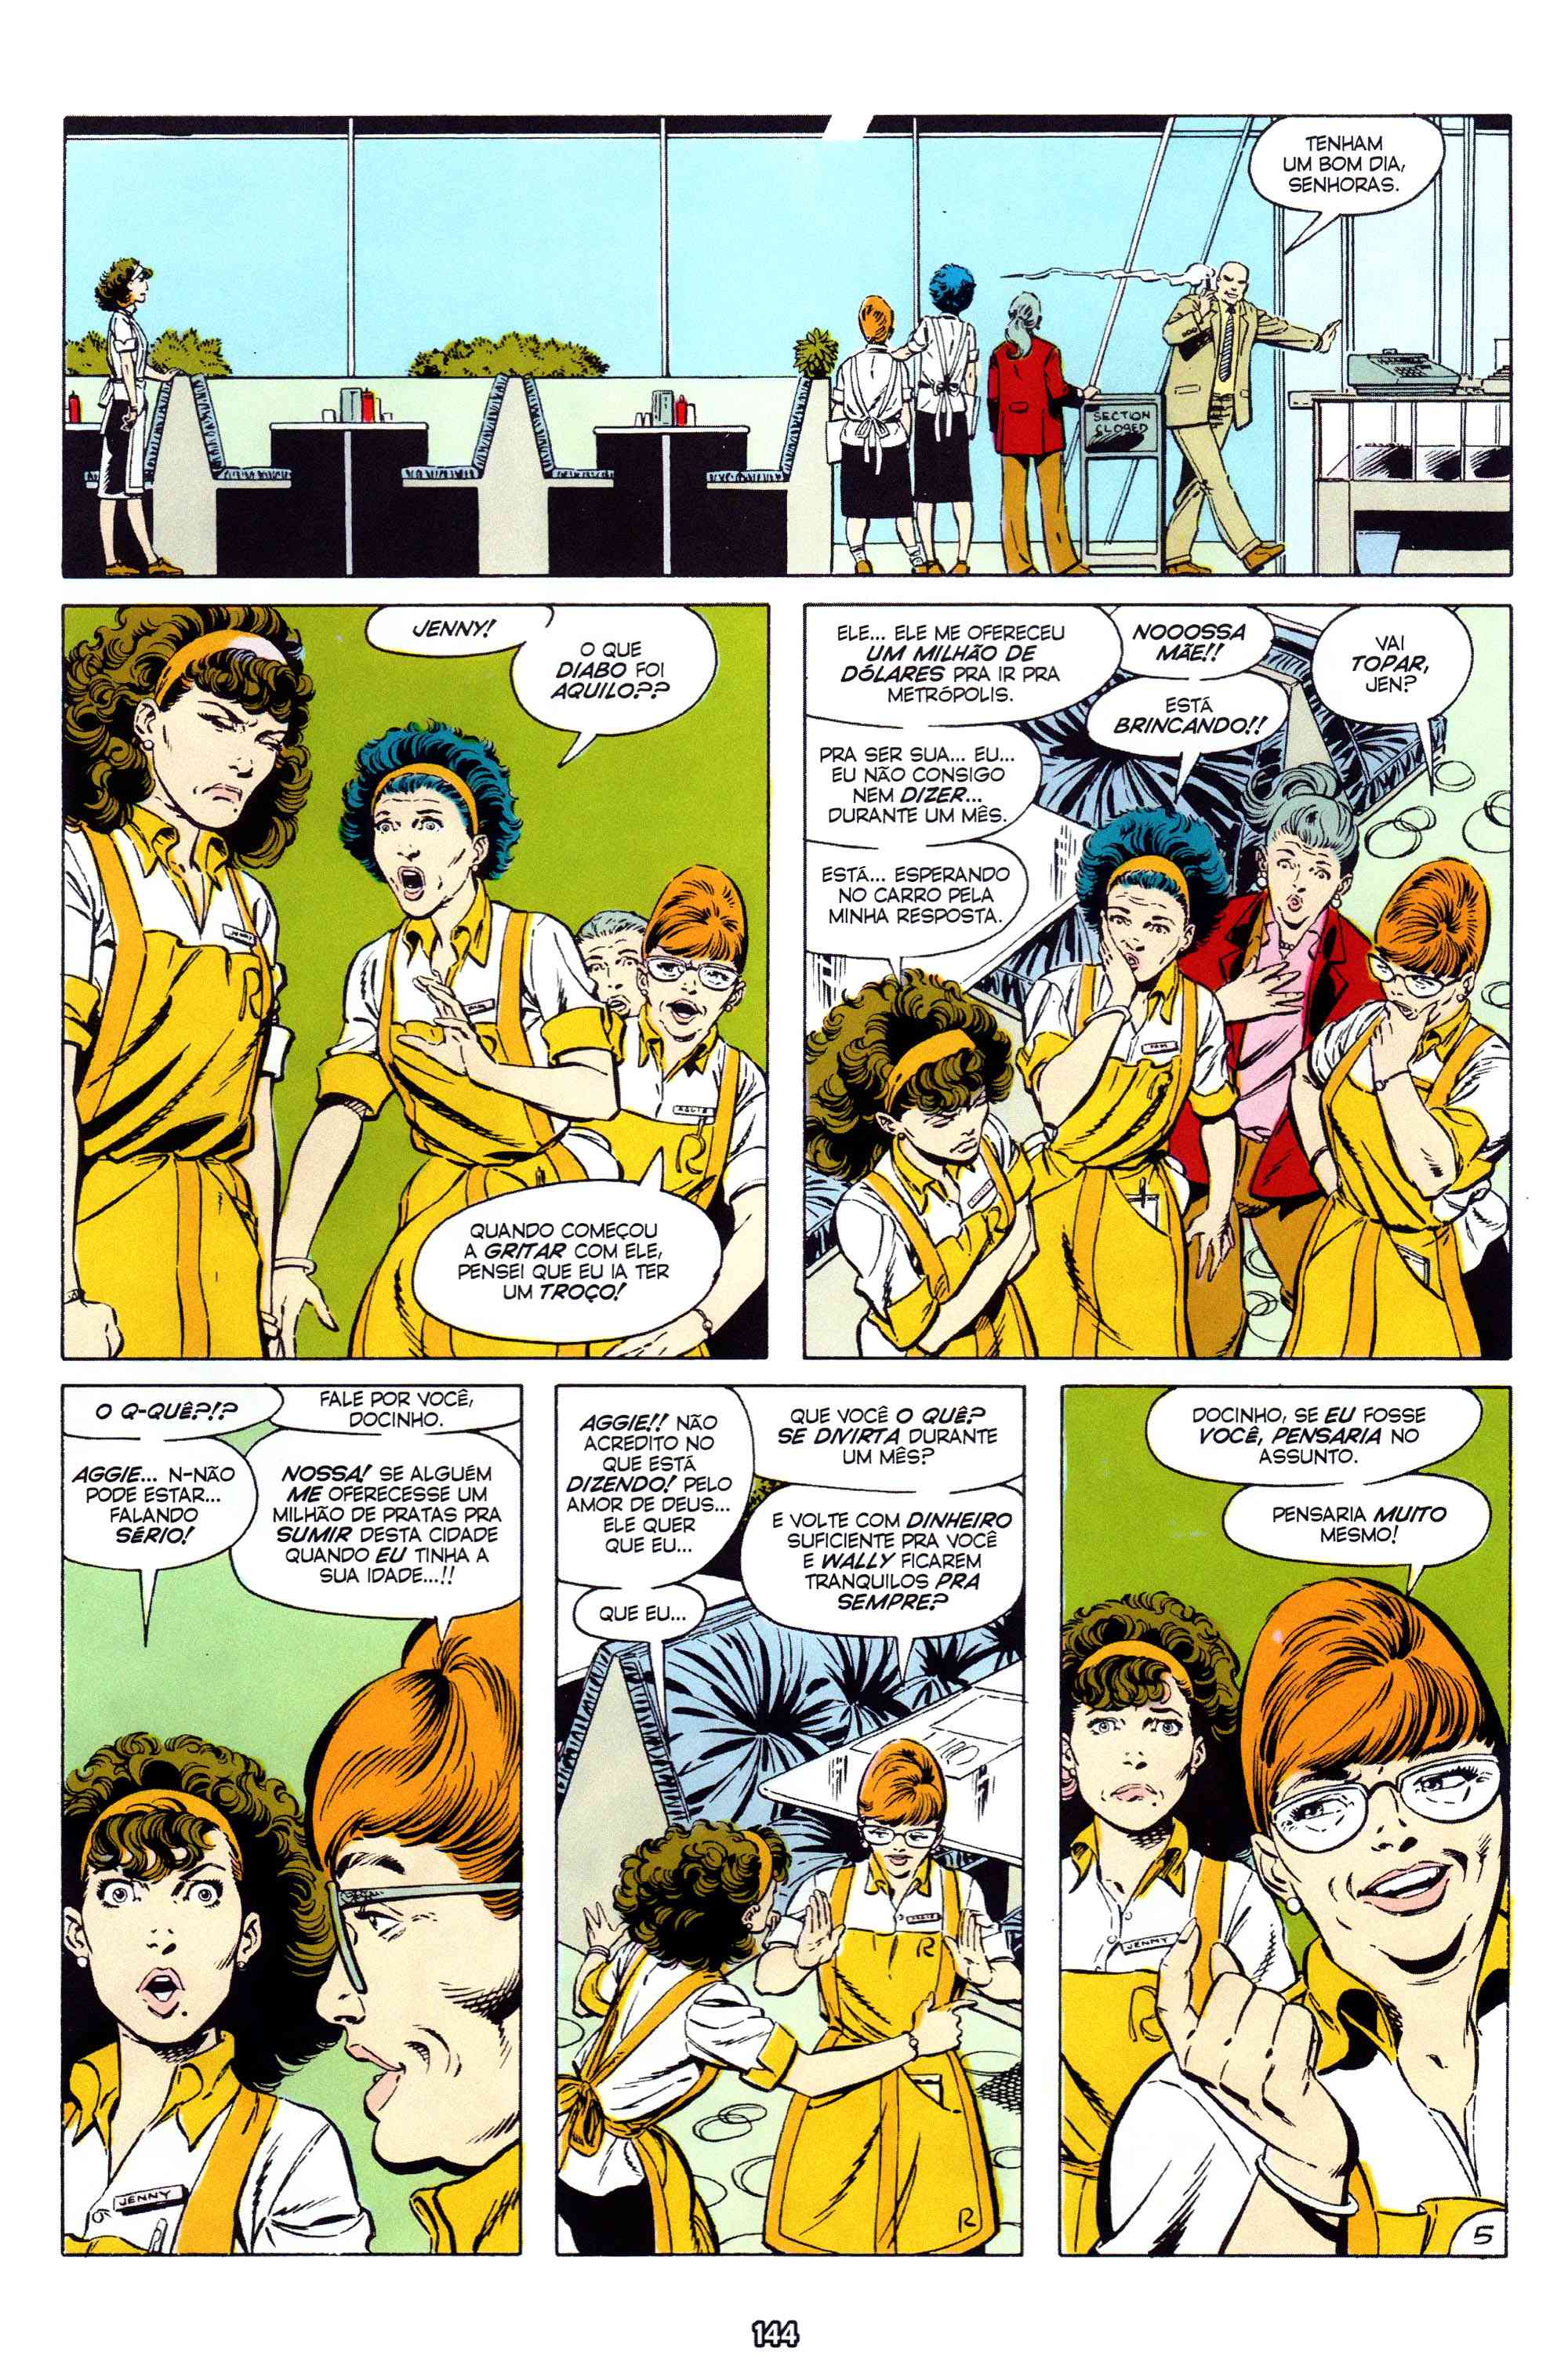 TENHAM
UM BOM DIA,
SENHORAS.
SECTION
CLOSED
JENNY!
O QUE
DIABO FOI
AQUILO??
JENNY
AGGIE
R
R
QUANDO COMEÇOU
A GRITAR COM ELE,
PENSEI QUE EU IA TER
UM TROÇO!
ELE... ELE ME OFERECEU
UM MILHÃO DE
DÓLARES PRA IR PRA
METRÓPOLIS.
PRA SER SUA... EU...
EU NÃO CONSIGO
NEM DIZER...
DURANTE UM MÊS.
ESTÁ... ESPERANDO
NO CARRO PELA
MINHA RESPOSTA.
NOOOSSA
MÃE!!
ESTÁ
BRINCANDO!!
VAI
TOPAR,
JEN?
R
O Q-QUÊ?!?
AGGIE... N-NÃO
PODE ESTAR...
FALANDO
SÉRIO!
FALE POR VOCÊ,
DOCINHO.
NOSSA! SE ALGUÉM
ME OFERECESSE UM
MILHÃO DE PRATAS PRA
SUMIR DESTA CIDADE
QUANDO EU TINHA A
SUA IDADE...!!
JENNY
AGGIE!! NÃO
ACREDITO NO
QUE ESTÁ
DIZENDO! PELO
AMOR DE DEUS...
ELE QUER
QUE EU...
QUE EU...
QUE VOCÊ O QUÊ?
SE DIVIRTA DURANTE
UM MÊS?
E VOLTE COM DINHEIRO
SUFICIENTE PRA VOCÊ
E WALLY FICAREM
TRANQUILOS PRA
SEMPRE?
R
R
DOCINHO, SE EU FOSSE
VOCÊ, PENSARIA NO
ASSUNTO.
PENSARIA MUITO
MESMO!
JENNY
5
144